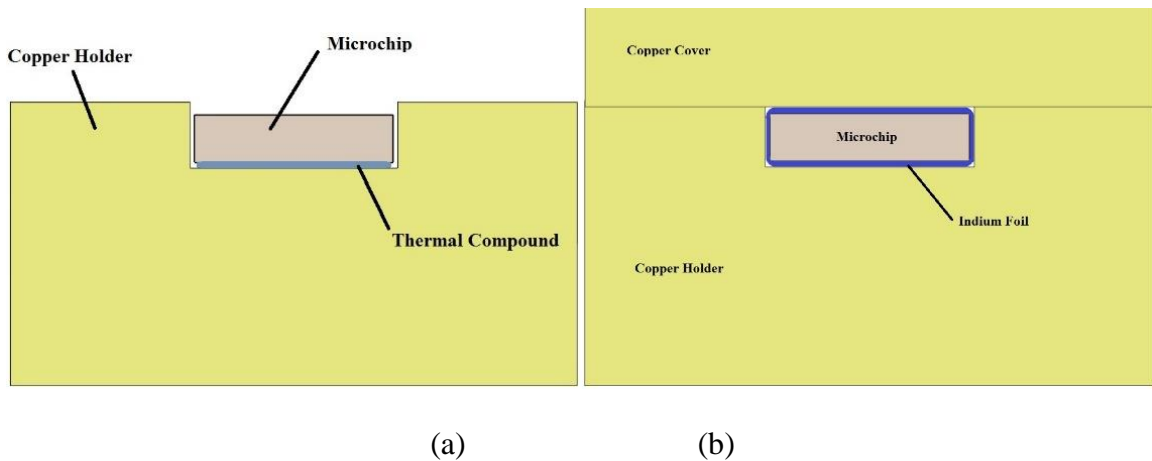 Microchip
Copper Holder
Thermal Compound
Copper Cover
Microchip
Indium Foil
Copper Holder
(a)
(b)